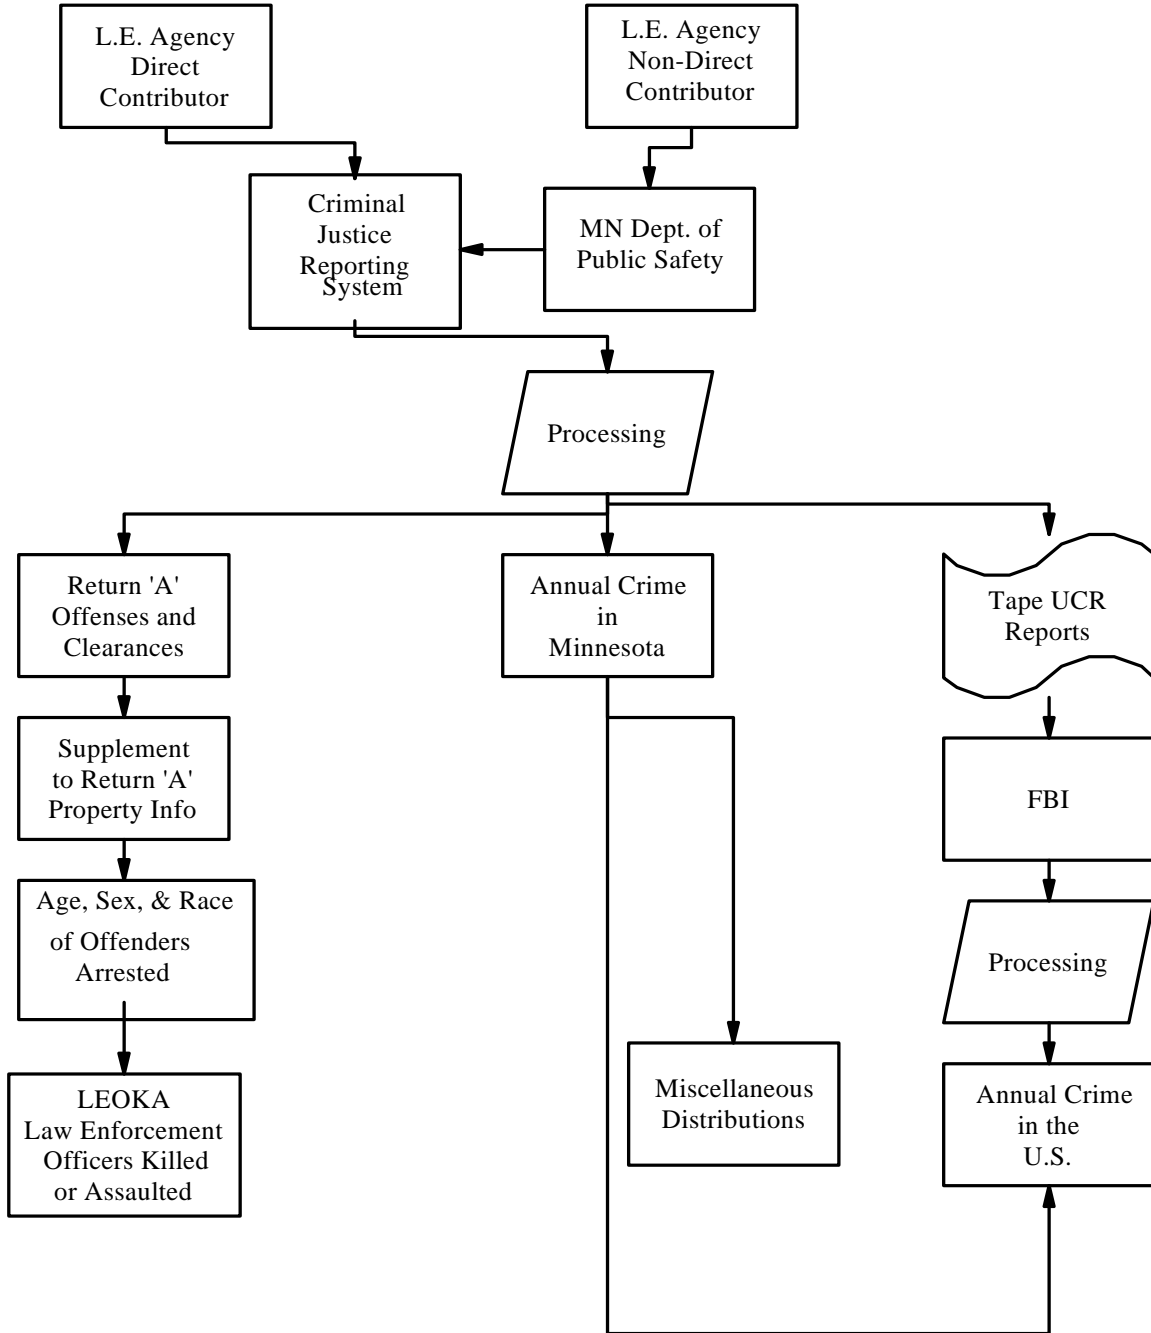 L.E. Agency
Direct
Contributor
L.E. Agency
Non-Direct
Contributor
Criminal
Justice
Reporting
System
MN Dept. of
Public Safety
Processing
Return 'A'
Offenses and
Clearances
Annual Crime
in
Minnesota
Tape UCR
Reports
Supplement
to Return 'A'
Property Info
FBI
Age, Sex, & Race
of Offenders
Arrested
Processing
LEOKA
Law Enforcement
Officers Killed
or Assaulted
Miscellaneous
Distributions
Annual Crime
in the
U.S.